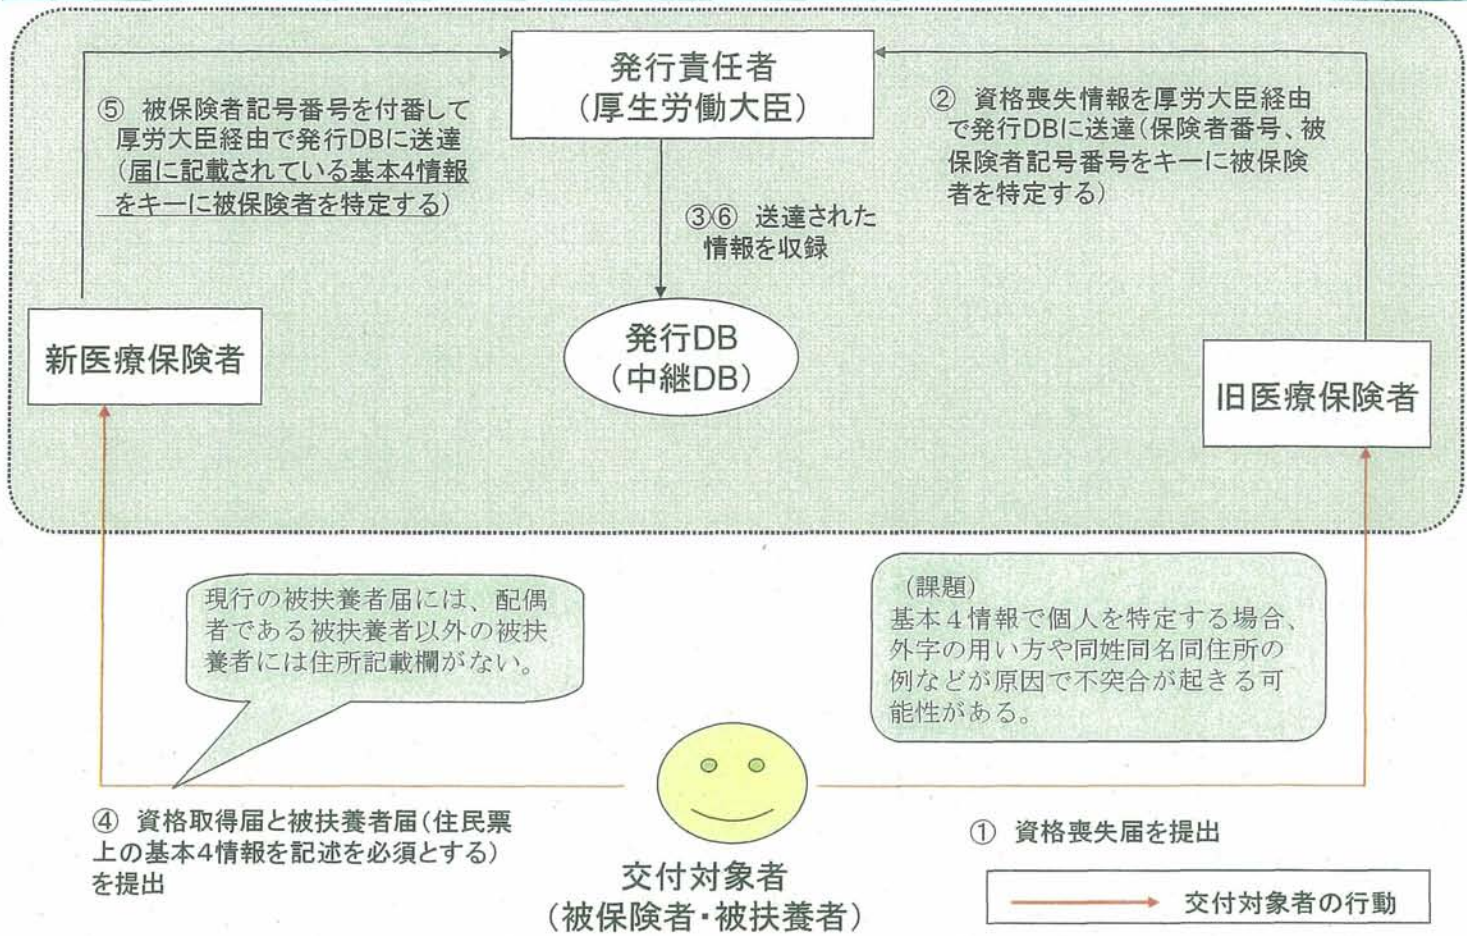 発行責任者
（厚生労働大臣）
⑤ 被保険者記号番号を付番して
厚労大臣経由で発行DBに送達
（届に記載されている基本4情報
をキーに被保険者を特定する）
② 資格喪失情報を厚労大臣経由
で発行DBに送達（保険者番号、被
保険者記号番号をキーに被保険
者を特定する）
③⑥ 送達された
情報を収録
新医療保険者
発行DB
（中継DB）
旧医療保険者
現行の被扶養者届には、配偶
者である被扶養者以外の被扶
養者には住所記載欄がない。
（課題）
基本４情報で個人を特定する場合、
外字の用い方や同姓同名同住所の
例などが原因で不突合が起きる可
能性がある。
④ 資格取得届と被扶養者届（住民票
上の基本4情報を記述を必須とする）
を提出
① 資格喪失届を提出
交付対象者
（被保険者・被扶養者）
交付対象者の行動